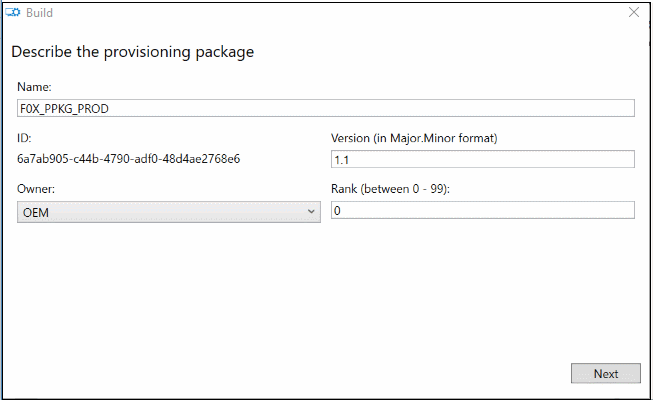 Build
Describe the provisioning package
Name:
F0X_PPKG_PROD
ID:
Version (in Major.Minor format)
6a7ab905-c44b-4790-adf0-48d4ae2768e6
1.1
Owner:
Rank (between 0 - 99):
OEM
0
Next